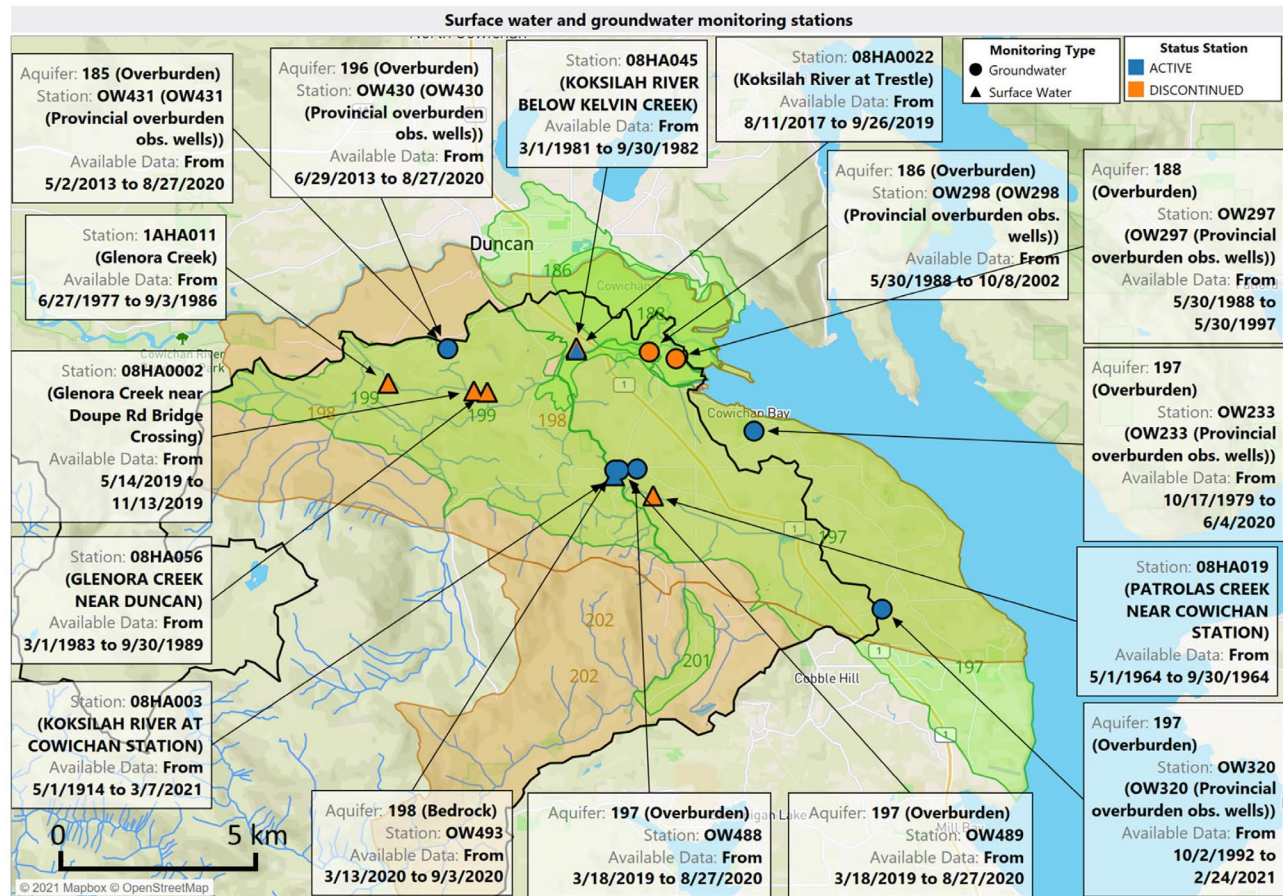 Surface water and groundwater monitoring stations
Aquifer: 185 (Overburden)
Station: OW431 (OW431
(Provincial overburden
obs. wells))
Available Data: From
5/2/2013 to 8/27/2020
Aquifer: 196 (Overburden)
Station: OW430 (OW430
(Provincial overburden
obs. wells))
Available Data: From
6/29/2013 to 8/27/2020
Station: 08HA045
(KOKSILAH RIVER
BELOW KELVIN CREEK)
Available Data: From
3/1/1981 to 9/30/1982
Station: 08HA0022
(Koksilah River at Trestle)
Available Data: From
8/11/2017 to 9/26/2019
Monitoring Type
Groundwater
Surface Water
Status Station
ACTIVE
DISCONTINUED
Aquifer: 186 (Overburden)
Station: OW298 (OW298
(Provincial overburden obs.
wells))
Available Data: From
5/30/1988 to 10/8/2002
Aquifer: 188
(Overburden)
Station: OW297
(OW297 (Provincial
overburden obs. wells))
Available Data: From
5/30/1988 to
5/30/1997
Station: 1AHA011
(Glenora Creek)
Available Data: From
6/27/1977 to 9/3/1986
Duncan
186
188
Cowichan River
Park
Station: 08HA0002
(Glenora Creek near
Doupe Rd Bridge
Crossing)
Available Data: From
5/14/2019 to
11/13/2019
198
199
199
198
1
Cowichan Bay
Aquifer: 197
(Overburden)
Station: OW233
(OW233 (Provincial
overburden obs. wells))
Available Data: From
10/17/1979 to
6/4/2020
1
197
Station: 08HA056
(GLENORA CREEK
NEAR DUNCAN)
Available Data: From
3/1/1983 to 9/30/1989
Station: 08HA019
(PATROLAS CREEK
NEAR COWICHAN
STATION)
Available Data: From
5/1/1964 to 9/30/1964
202
201
202
1
197
Cobble Hill
Station: 08HA003
(KOKSILAH RIVER AT
COWICHAN STATION)
Available Data: From
5/1/1914 to 3/7/2021
Aquifer: 197
(Overburden)
Station: OW320
(OW320 (Provincial
overburden obs. wells))
Available Data: From
10/2/1992 to
2/24/2021
1
Aquifer: 198 (Bedrock)
Station: OW493
Available Data: From
3/13/2020 to 9/3/2020
Aquifer: 197 (Overburden)
Station: OW488
Available Data: From
3/18/2019 to 8/27/2020
Aquifer: 197 (Overburden)
Station: OW489
Available Data: From
3/18/2019 to 8/27/2020
0 5 km
© 2021 Mapbox © OpenStreetMap